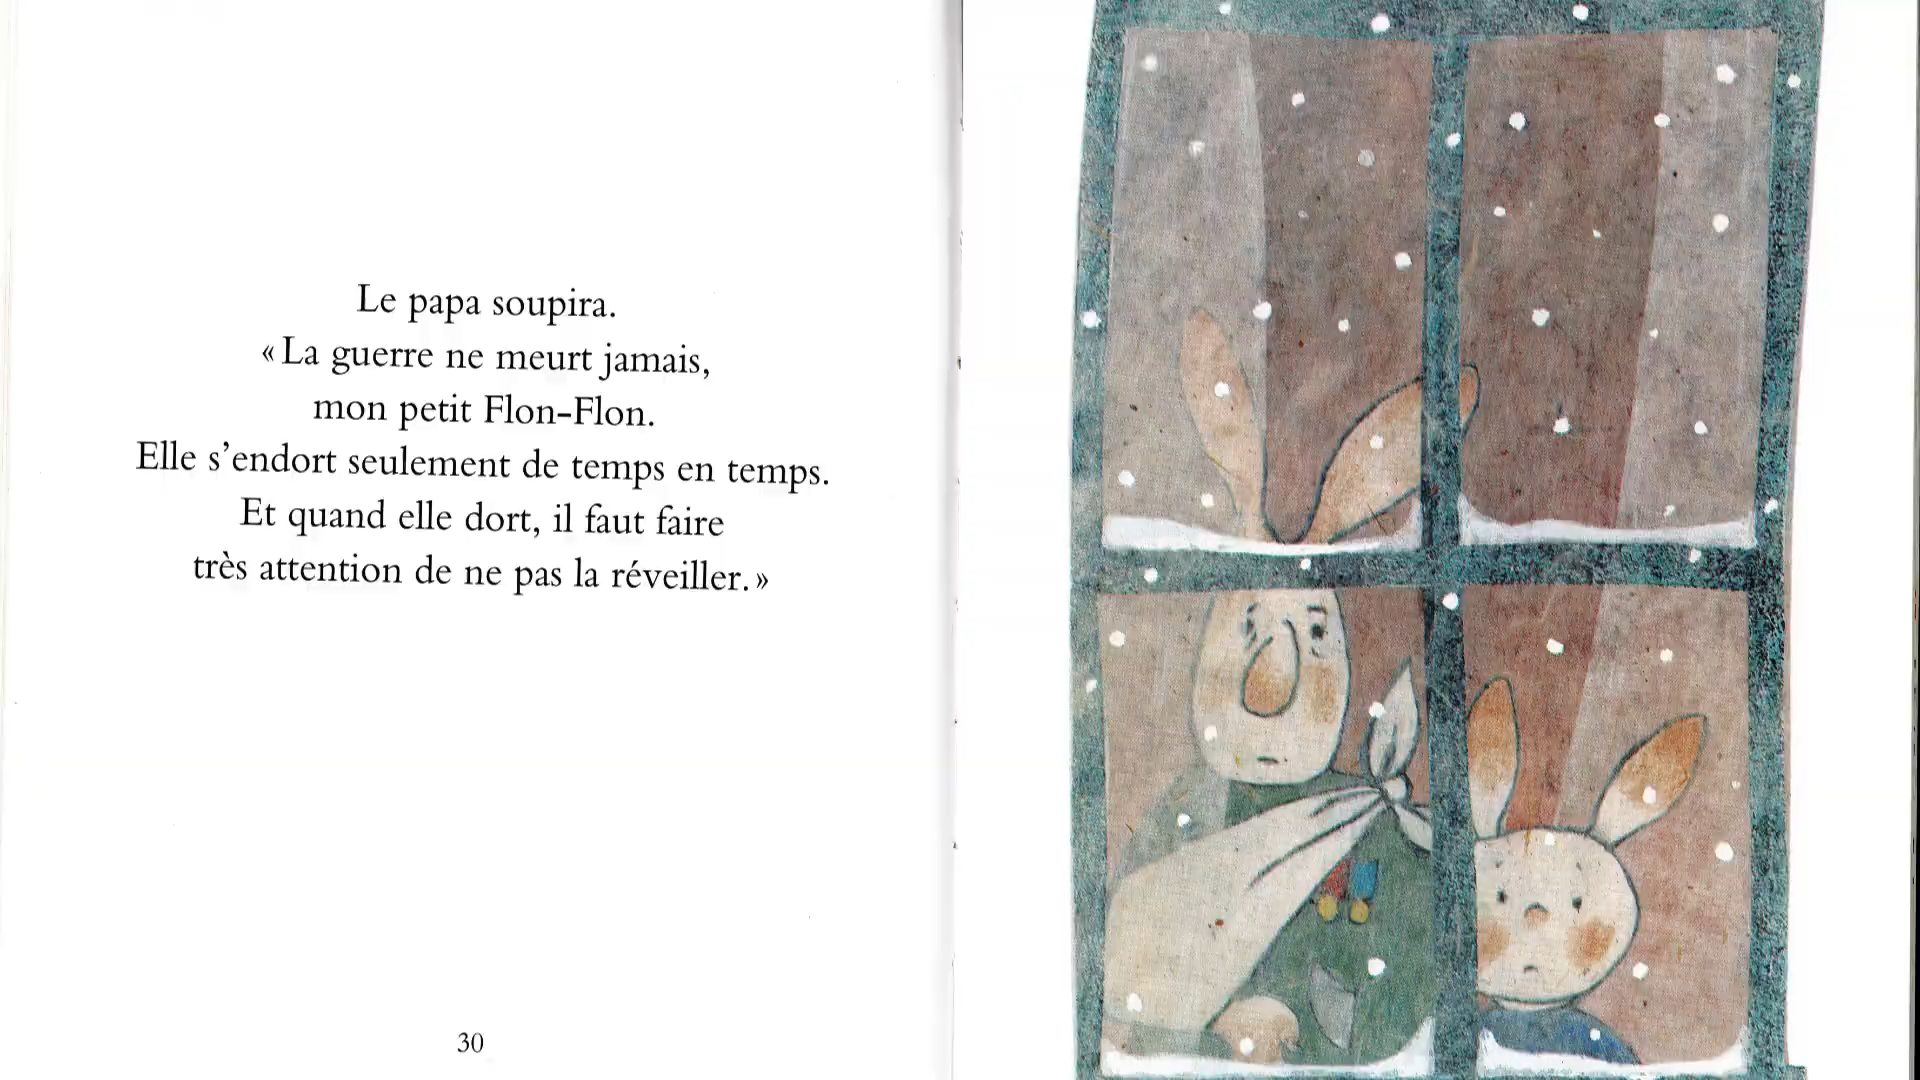 Le papa soupira.
« La guerre ne meurt jamais,
mon petit Flon-Flon.
Elle s'endort seulement de temps en temps.
Et quand elle dort, il faut faire
très attention de ne pas la réveiller. »
30